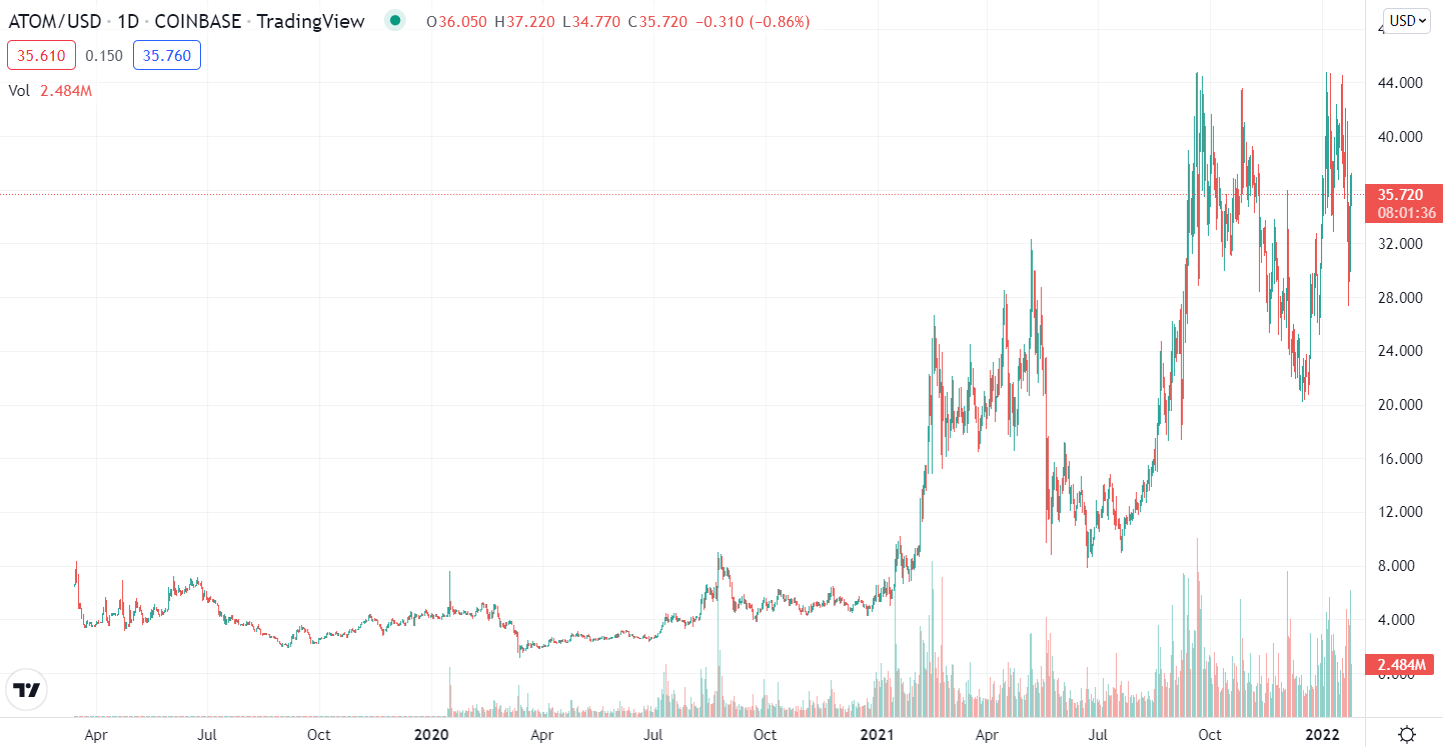 ATOM/USD · 1D · COINBASE · TradingView O36.050 H37.220 L34.770 C35.720 −0.310 (−0.86%)
USD
35.610 0.150 35.760
Vol 2.484M
44.000
40.000
35.720
08:01:36
32.000
28.000
24.000
20.000
16.000
12.000
8.000
4.000
2.484M
Apr Jul Oct 2020 Apr Jul Oct 2021 Apr Jul Oct 2022